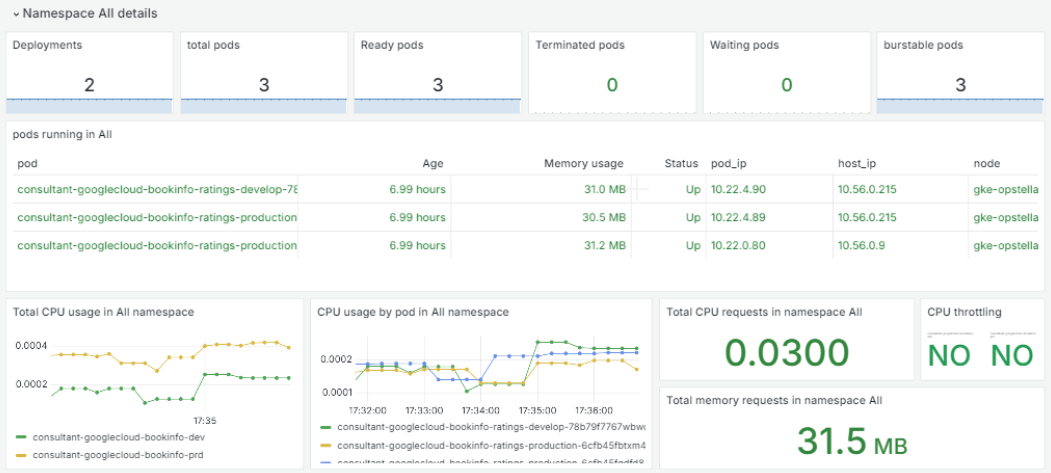 Namespace All details
Deployments total pods Ready pods Terminated pods Waiting pods burstable pods
2 3 3 0 0 3
pods running in All
pod Age Memory usage Status pod_ip host_ip node
consultant-googlecloud-bookinfo-ratings-develop-78 6.99 hours 31.0 MB Up 10.22.4.90 10.56.0.215 gke-opstella
consultant-googlecloud-bookinfo-ratings-production 6.99 hours 30.5 MB Up 10.22.4.89 10.56.0.215 gke-opstella
consultant-googlecloud-bookinfo-ratings-production 6.99 hours 31.2 MB Up 10.22.0.80 10.56.0.9 gke-opstella
Total CPU usage in All namespace
0.0004
0.0002
17:35
consultant-googlecloud-bookinfo-dev
consultant-googlecloud-bookinfo-prd
CPU usage by pod in All namespace
0.0002
0.0001
17:32:00 17:33:00 17:34:00 17:35:00 17:36:00
consultant-googlecloud-bookinfo-ratings-develop-78b79f7767wbw
consultant-googlecloud-bookinfo-ratings-production-6cfb45fbtxm4
Total CPU requests in namespace All
0.0300
CPU throttling
NO NO
Total memory requests in namespace All
31.5 MB